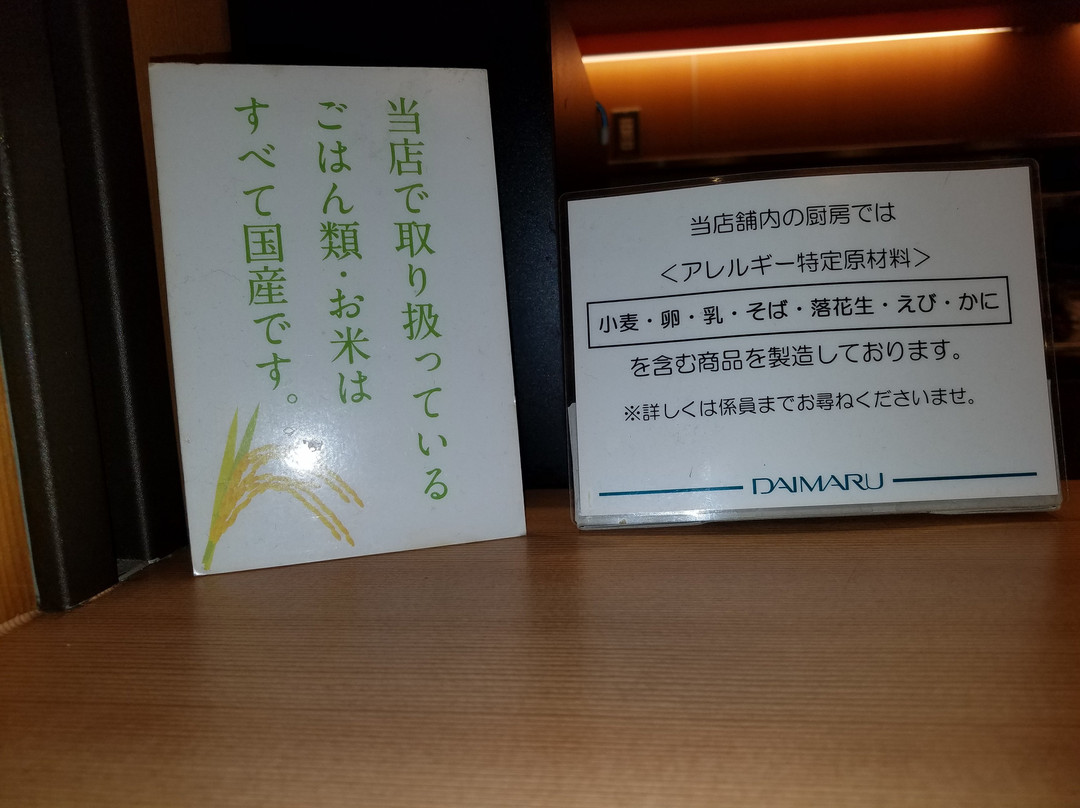 当店で取り扱っている
ごはん類・お米は
すべて国産です。
当店舗内の厨房では
＜アレルギー特定原材料＞
小麦・卵・乳・そば・落花生・えび・かに
を含む商品を製造しております。
※詳しくは係員までお尋ねくださいませ。
DAIMARU